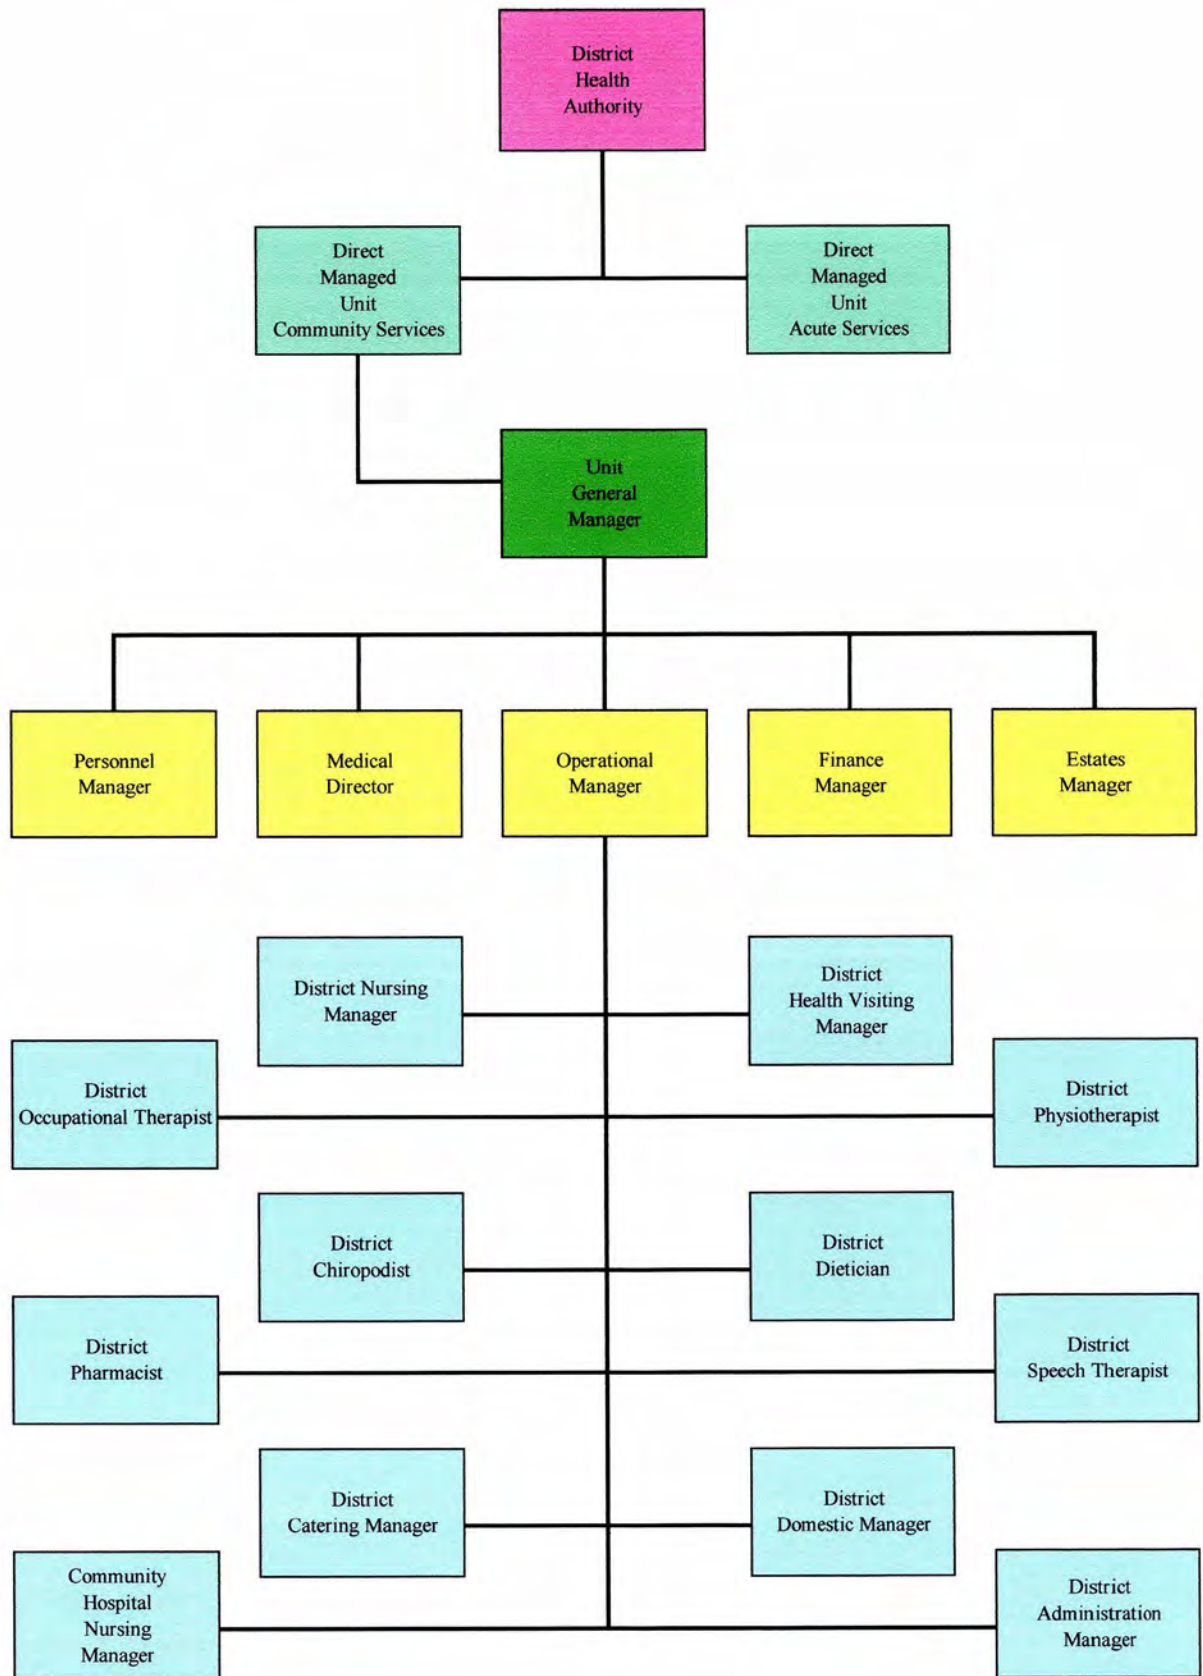 District
Health
Authority
Direct
Managed
Unit
Community Services
Direct
Managed
Unit
Acute Services
Unit
General
Manager
Personnel
Manager
Medical
Director
Operational
Manager
Finance
Manager
Estates
Manager
District Nursing
Manager
District
Health Visiting
Manager
District
Occupational Therapist
District
Physiotherapist
District
Chiropodist
District
Dietician
District
Pharmacist
District
Speech Therapist
District
Catering Manager
District
Domestic Manager
Community
Hospital
Nursing
Manager
District
Administration
Manager